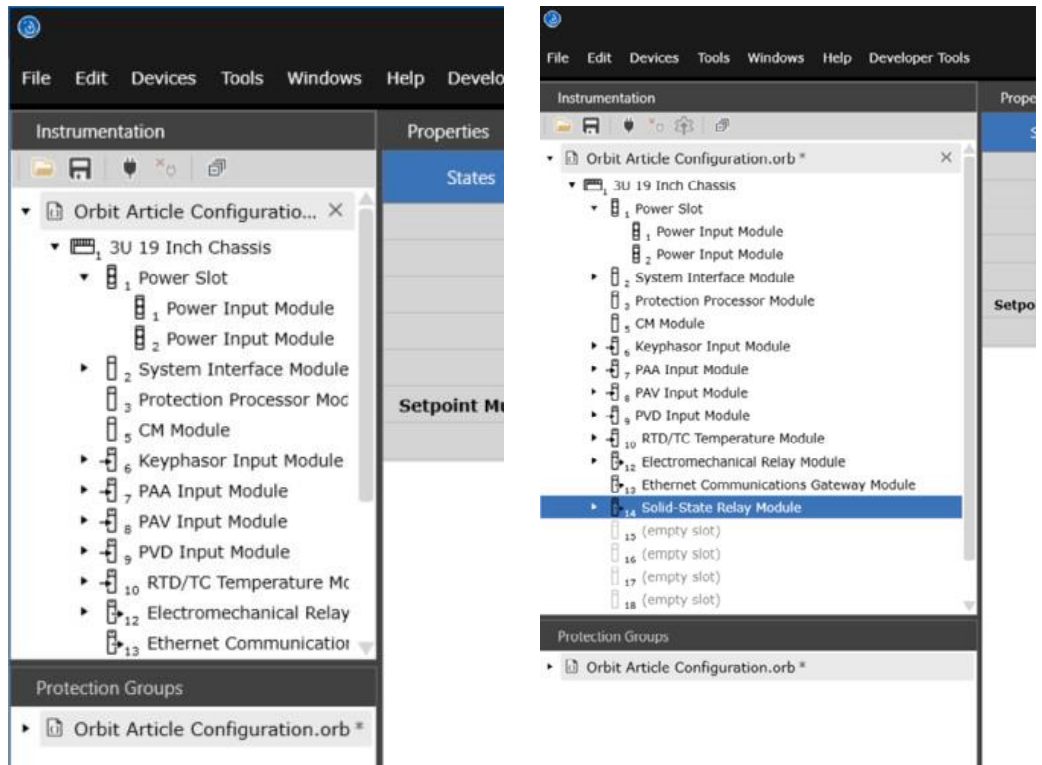 File Edit Devices Tools Windows Help Develo
Instrumentation
Properties
States
Orbit Article Configuratio...
1 3U 19 Inch Chassis
1 Power Slot
1 Power Input Module
2 Power Input Module
2 System Interface Module
3 Protection Processor Moc
5 CM Module
6 Keyphasor Input Module
7 PAA Input Module
8 PAV Input Module
9 PVD Input Module
10 RTD/TC Temperature Mc
12 Electromechanical Relay
13 Ethernet Communication
Setpoint Mu
Protection Groups
Orbit Article Configuration.orb *
File Edit Devices Tools Windows Help Developer Tools
Instrumentation
Prope
S
Orbit Article Configuration.orb *
1 3U 19 Inch Chassis
1 Power Slot
1 Power Input Module
2 Power Input Module
2 System Interface Module
3 Protection Processor Module
5 CM Module
6 Keyphasor Input Module
7 PAA Input Module
8 PAV Input Module
9 PVD Input Module
10 RTD/TC Temperature Module
12 Electromechanical Relay Module
13 Ethernet Communications Gateway Module
14 Solid-State Relay Module
15 (empty slot)
16 (empty slot)
17 (empty slot)
18 (empty slot)
Setpo
Protection Groups
Orbit Article Configuration.orb *